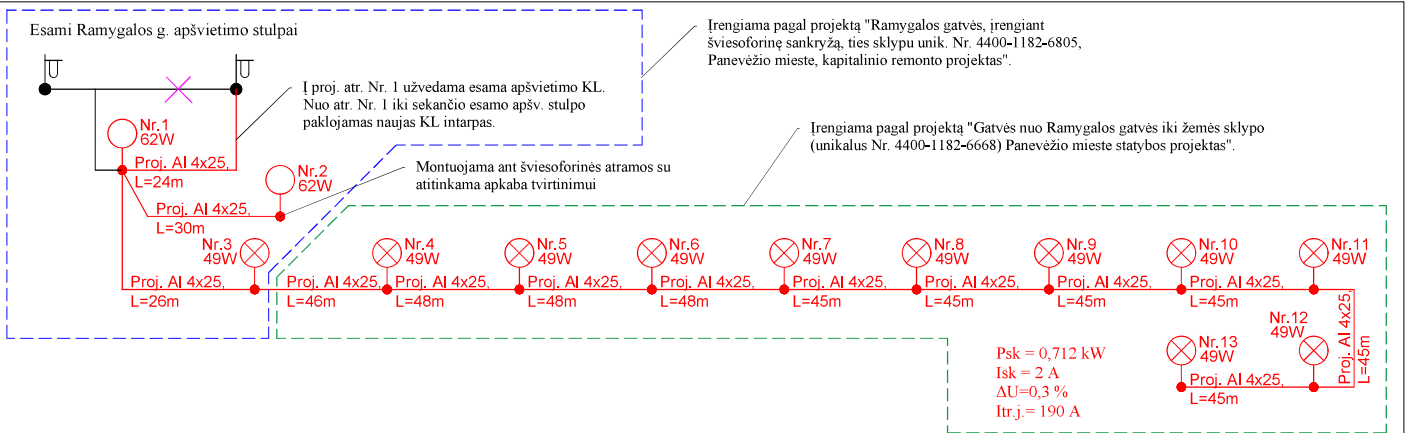 Esami Ramygalos g. apšvietimo stulpai
Įrengiama pagal projektą "Ramygalos gatvės, įrengiant
šviesoforinę sankryžą, ties sklypu unik. Nr. 4400-1182-6805,
Panevėžio mieste, kapitalinio remonto projektas".
Į proj. atr. Nr. 1 užvedama esama apšvietimo KL.
Nuo atr. Nr. 1 iki sekančio esamo apšv. stulpo
paklojamas naujas KL intarpas.
Įrengiama pagal projektą "Gatvės nuo Ramygalos gatvės iki žemės sklypo
(unikalus Nr. 4400-1182-6668) Panevėžio mieste statybos projektas".
Nr.1
62W
Proj. Al 4x25,
L=24m
Montuojama ant šviesoforinės atramos su
atitinkama apkaba tvirtinimui
Nr.2
62W
Proj. Al 4x25,
L=30m
Nr.3
49W
Nr.4
49W
Nr.5
49W
Nr.6
49W
Nr.7
49W
Nr.8
49W
Nr.9
49W
Nr.10
49W
Nr.11
49W
Proj. Al 4x25,
L=26m
Proj. Al 4x25,
L=46m
Proj. Al 4x25,
L=48m
Proj. Al 4x25,
L=48m
Proj. Al 4x25,
L=48m
Proj. Al 4x25,
L=45m
Proj. Al 4x25,
L=45m
Proj. Al 4x25,
L=45m
Proj. Al 4x25,
L=45m
Proj. Al 4x25,
L=45m
Nr.12
49W
Nr.13
49W
Proj. Al 4x25,
L=45m
Psk = 0,712 kW
Isk = 2 A
ΔU=0,3 %
Itr.j.= 190 A